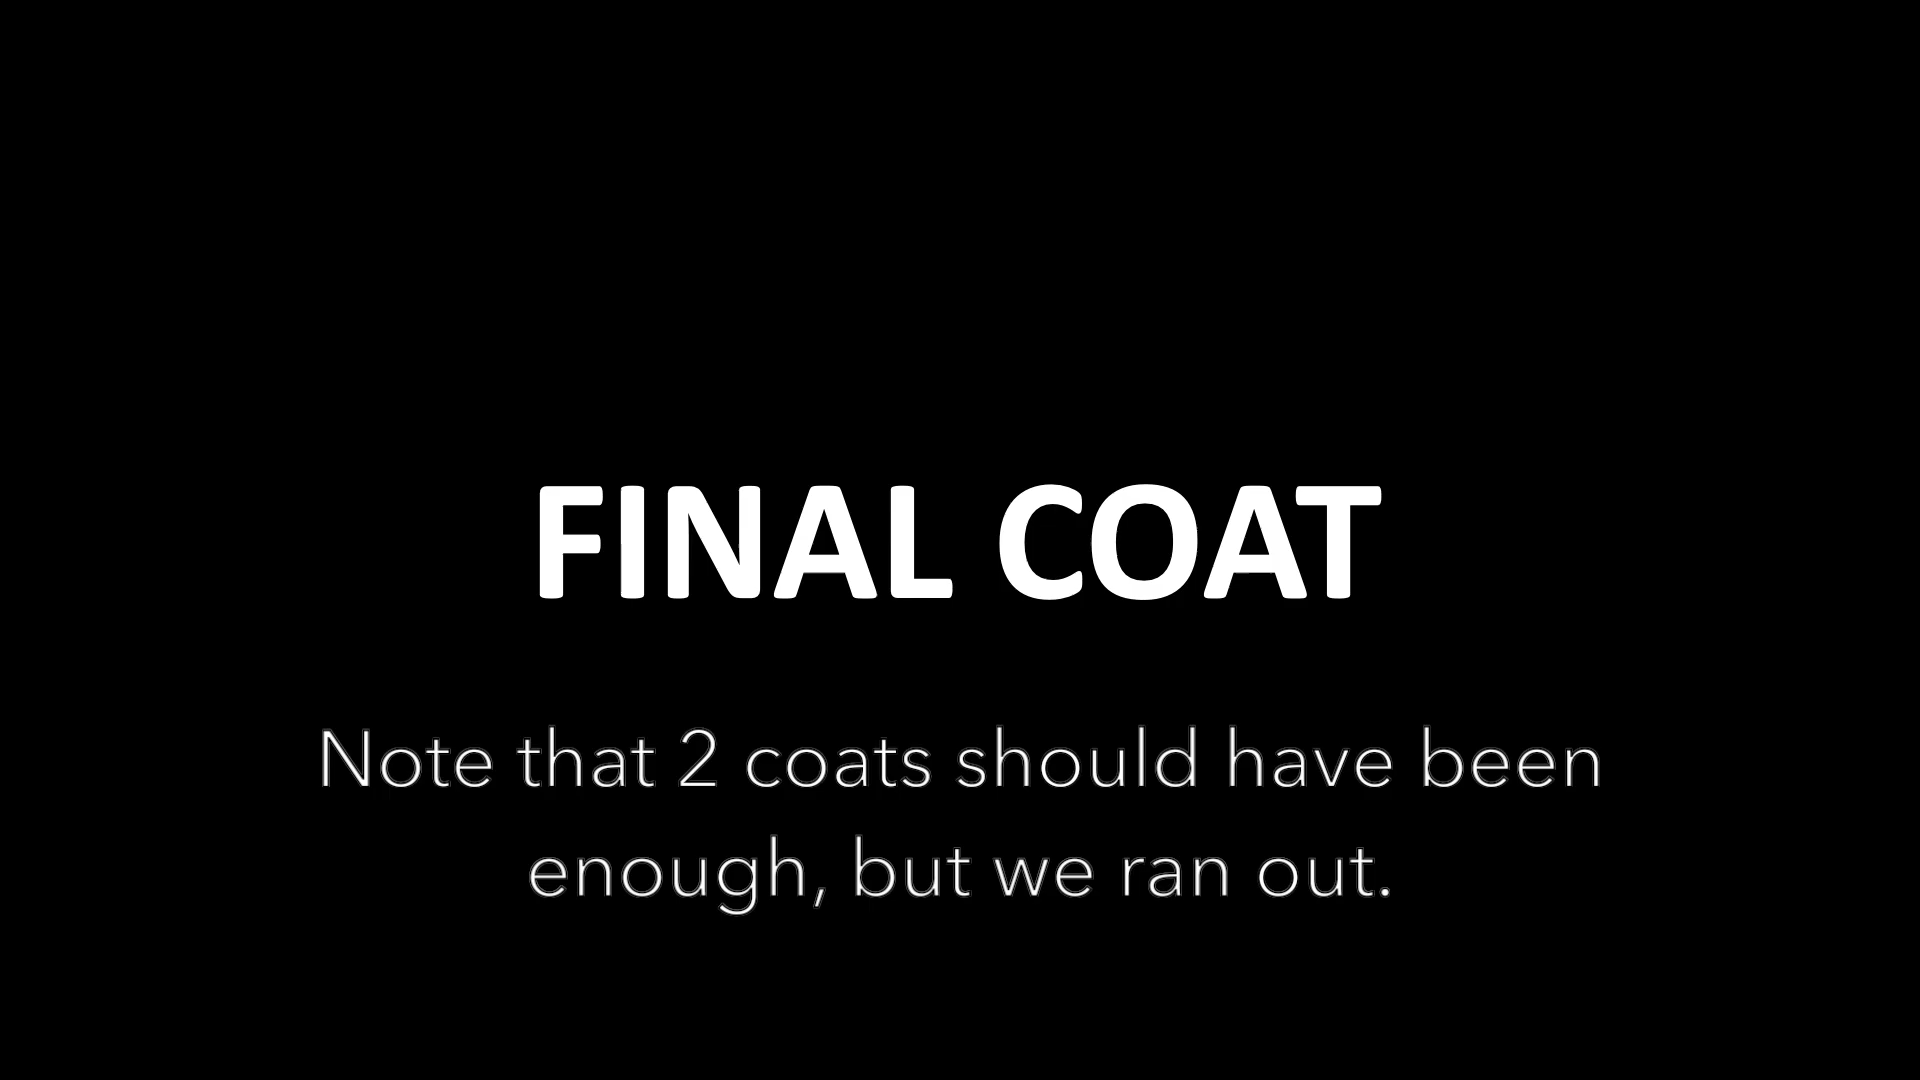 FINAL COAT
Note that 2 coats should have been
enough, but we ran out.